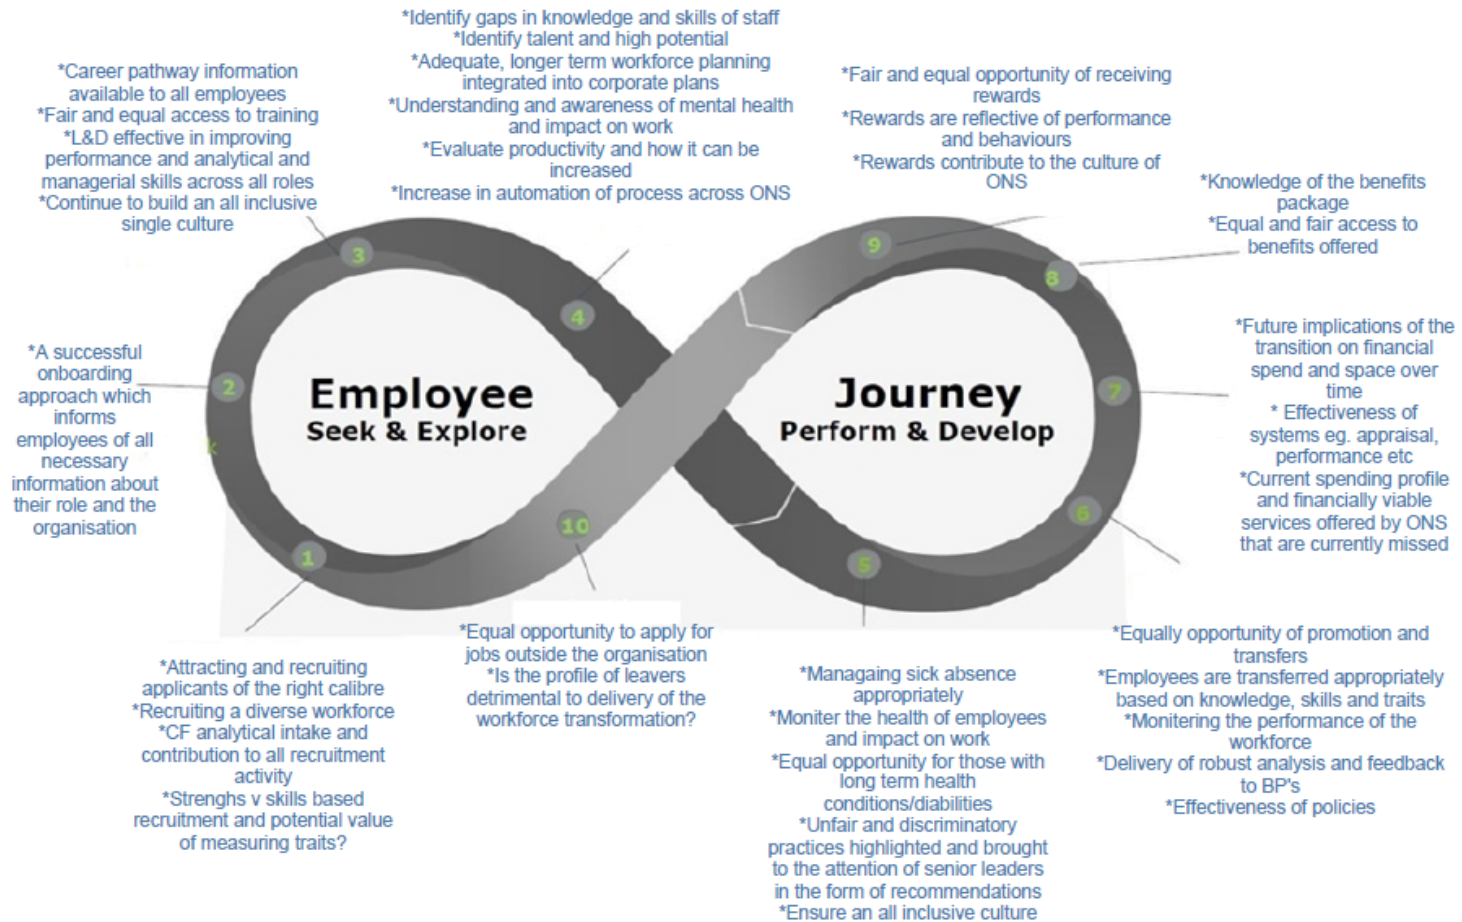 *Identify gaps in knowledge and skills of staff
*Identify talent and high potential
*Adequate, longer term workforce planning
integrated into corporate plans
*Understanding and awareness of mental health
and impact on work
*Evaluate productivity and how it can be
increased
*Increase in automation of process across ONS
*Career pathway information
available to all employees
*Fair and equal access to training
*L&D effective in improving
performance and analytical and
managerial skills across all roles
*Continue to build an all inclusive
single culture
*Fair and equal opportunity of receiving
rewards
*Rewards are reflective of performance
and behaviours
*Rewards contribute to the culture of
ONS
*Knowledge of the benefits
package
*Equal and fair access to
benefits offered
3
4
9
8
*A successful
onboarding
approach which
informs
employees of all
necessary
information about
their role and the
organisation
2
k
Employee
Seek & Explore
Journey
Perform & Develop
7
*Future implications of the
transition on financial
spend and space over
time
* Effectiveness of
systems eg. appraisal,
performance etc
*Current spending profile
and financially viable
services offered by ONS
that are currently missed
1
10
5
6
*Attracting and recruiting
applicants of the right calibre
*Recruiting a diverse workforce
*CF analytical intake and
contribution to all recruitment
activity
*Strenghs v skills based
recruitment and potential value
of measuring traits?
*Equal opportunity to apply for
jobs outside the organisation
*Is the profile of leavers
detrimental to delivery of the
workforce transformation?
*Managaing sick absence
appropriately
*Moniter the health of employees
and impact on work
*Equal opportunity for those with
long term health
conditions/diabilities
*Unfair and discriminatory
practices highlighted and brought
to the attention of senior leaders
in the form of recommendations
*Ensure an all inclusive culture
*Equally opportunity of promotion and
transfers
*Employees are transferred appropriately
based on knowledge, skills and traits
*Monitering the performance of the
workforce
*Delivery of robust analysis and feedback
to BP's
*Effectiveness of policies